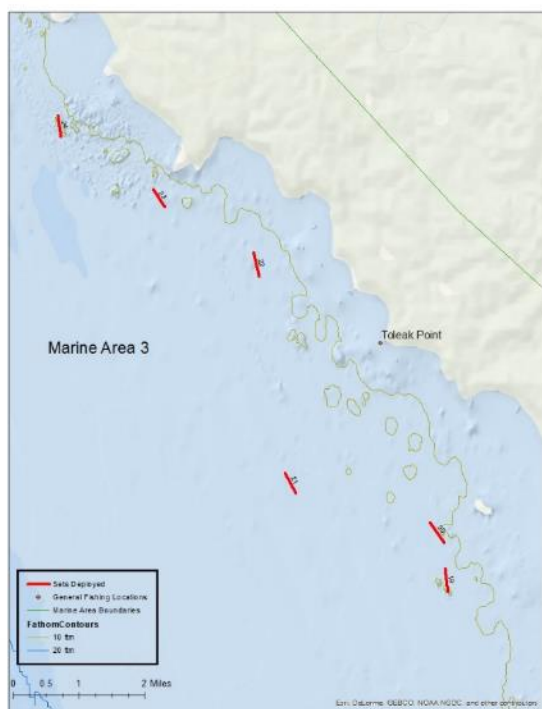 Toleak Point
Marine Area 3
Sets Deployed
General Fishing Locations
Marine Area Boundaries
FathomContours
10 fm
20 fm
0 0.5 1 2 Miles
Esri, DeLorme, GEBCO, NOAA NGDC, and other contributors